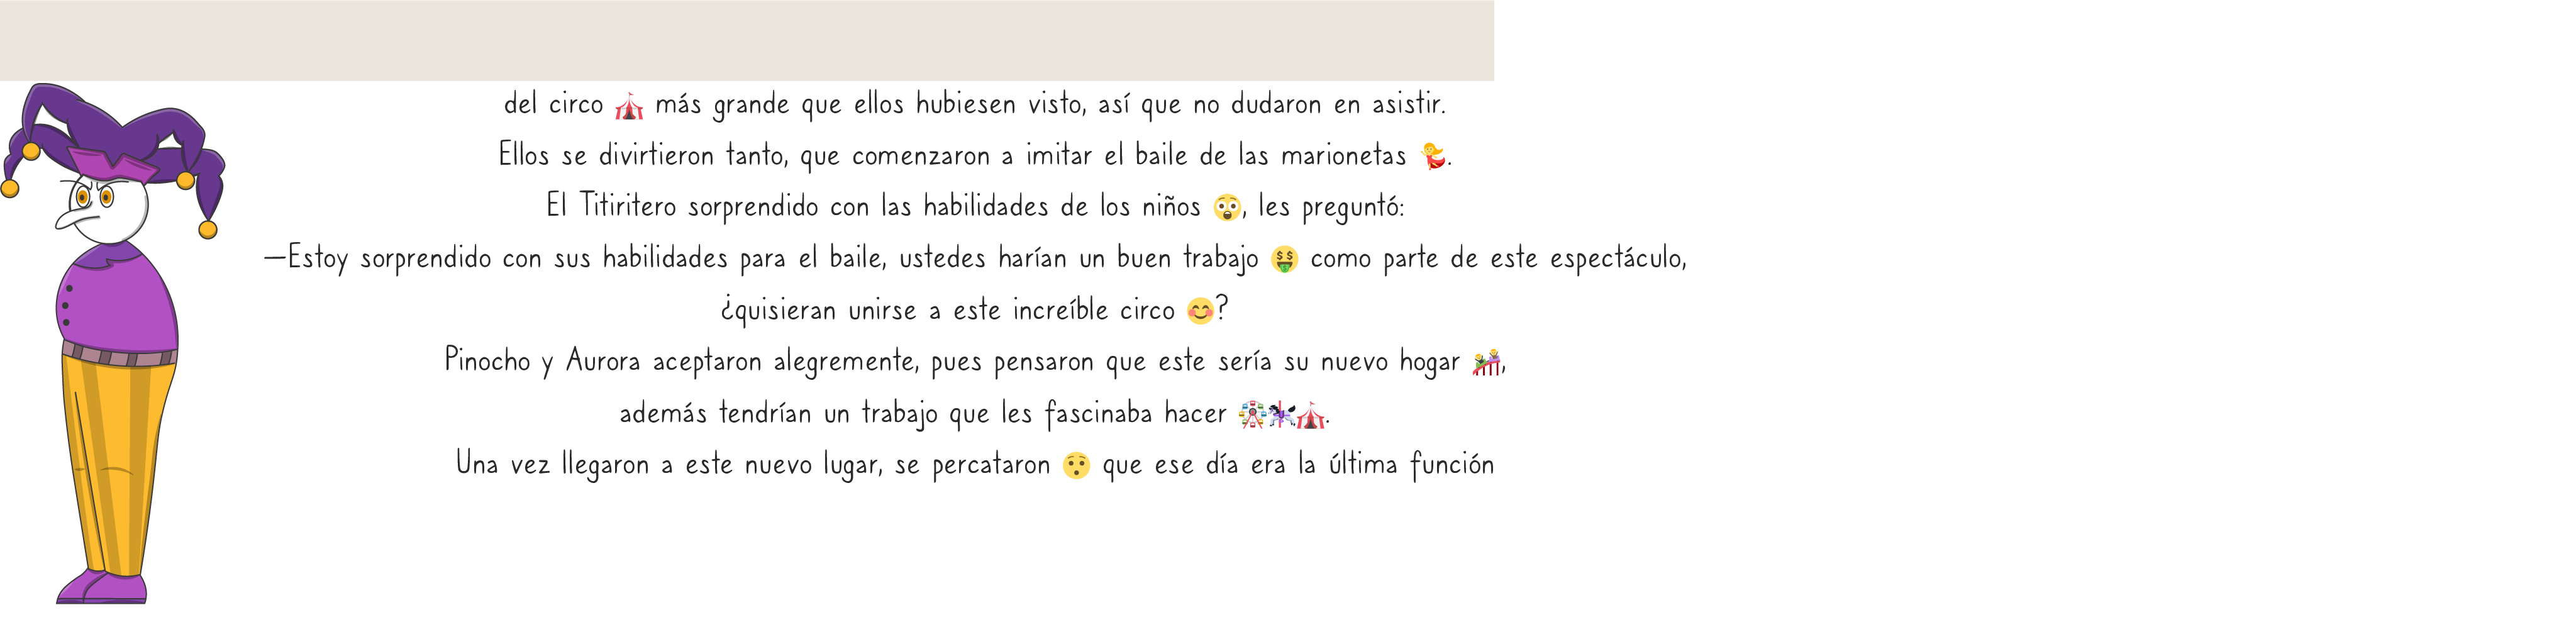 del circo 🎪 más grande que ellos hubiesen visto, así que no dudaron en asistir.
Ellos se divirtieron tanto, que comenzaron a imitar el baile de las marionetas 💃.
El Titiritero sorprendido con las habilidades de los niños 😲, les preguntó:
—Estoy sorprendido con sus habilidades para el baile, ustedes harían un buen trabajo 🤑 como parte de este espectáculo,
¿quisieran unirse a este increíble circo 😊?
Pinocho y Aurora aceptaron alegremente, pues pensaron que este sería su nuevo hogar 🎢,
además tendrían un trabajo que les fascinaba hacer 🎡🎠🎪.
Una vez llegaron a este nuevo lugar, se percataron 😯 que ese día era la última función